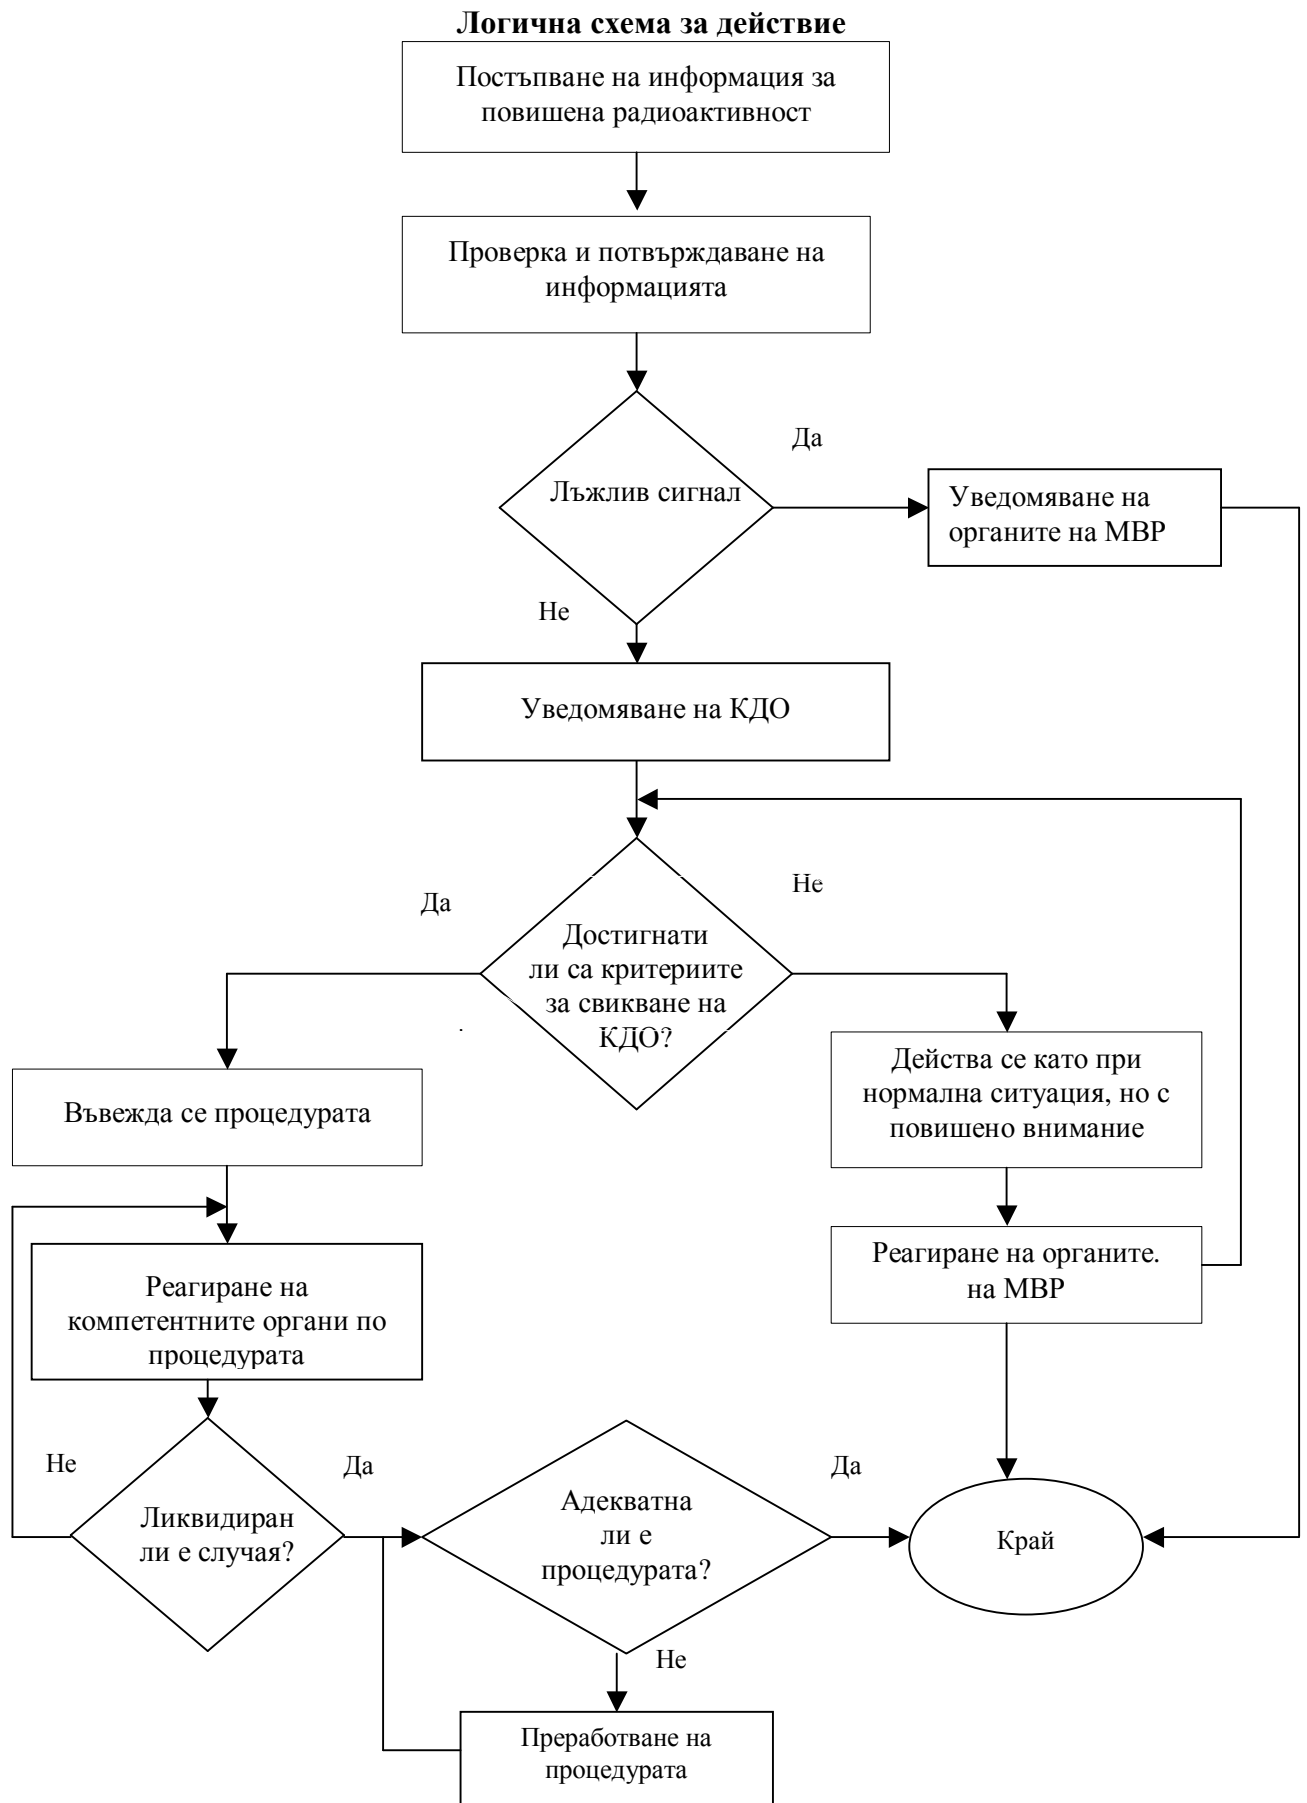 Логична схема за действие
Постъпване на информация за
повишена радиоактивност
Проверка и потвърждаване на
информацията
Да
Лъжлив сигнал
Уведомяване на
органите на МВР
Не
Уведомяване на КДО
Да
Не
Достигнати
ли са критериите
за свикване на
КДО?
Действа се като при
нормална ситуация, но с
повишено внимание
Въвежда се процедурата
Реагиране на органите.
на МВР
Реагиране на
компетентните органи по
процедурата
Не
Да
Да
Ликвидиран
ли е случая?
Адекватна
ли е
процедурата?
Край
Не
Преработване на
процедурата